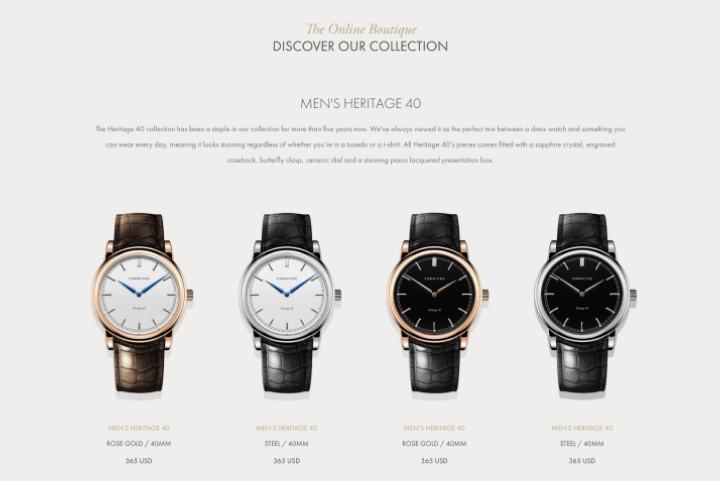 The Online Boutique
DISCOVER OUR COLLECTION
MEN'S HERITAGE 40
The Heritage 40 collection has been a staple in our collection for more than five years now. We've always viewed it as the perfect mix between a dress watch and something you
can wear every day, meaning it looks stunning regardless of whether you're in a tuxedo or a t-shirt. All Heritage 40's pieces comes fitted with a sapphire crystal, engraved
caseback, butterfly clasp, ceramic dial and a stunning piano lacquered presentation box.
MEN'S HERITAGE 40
ROSE GOLD / 40MM
365 USD
MEN'S HERITAGE 40
STEEL / 40MM
365 USD
MEN'S HERITAGE 40
ROSE GOLD / 40MM
365 USD
MEN'S HERITAGE 40
STEEL / 40MM
365 USD